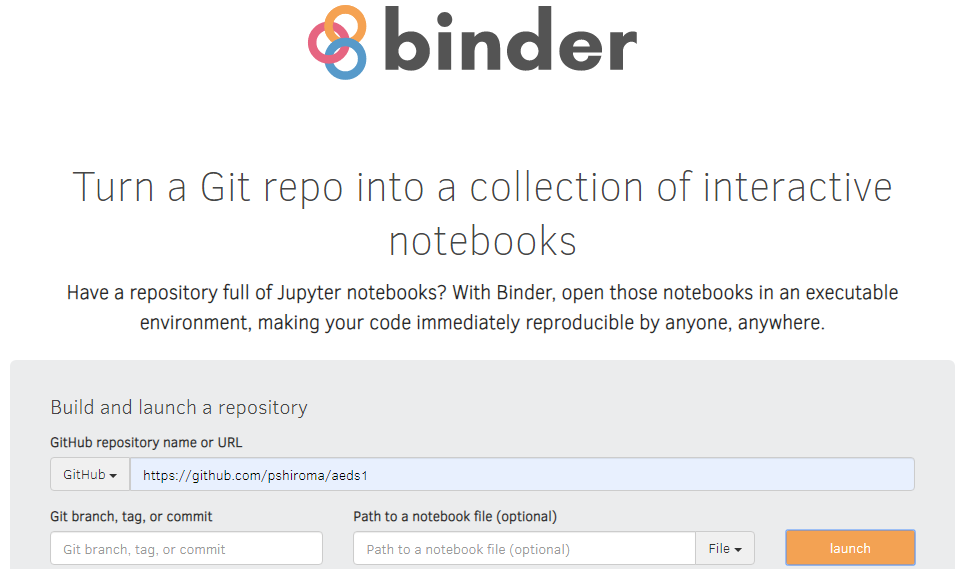 binder
Turn a Git repo into a collection of interactive
notebooks
Have a repository full of Jupyter notebooks? With Binder, open those notebooks in an executable
environment, making your code immediately reproducible by anyone, anywhere.
Build and launch a repository
GitHub repository name or URL
GitHub https://github.com/pshiroma/aeds1
Git branch, tag, or commit Path to a notebook file (optional)
Git branch, tag, or commit Path to a notebook file (optional) File launch